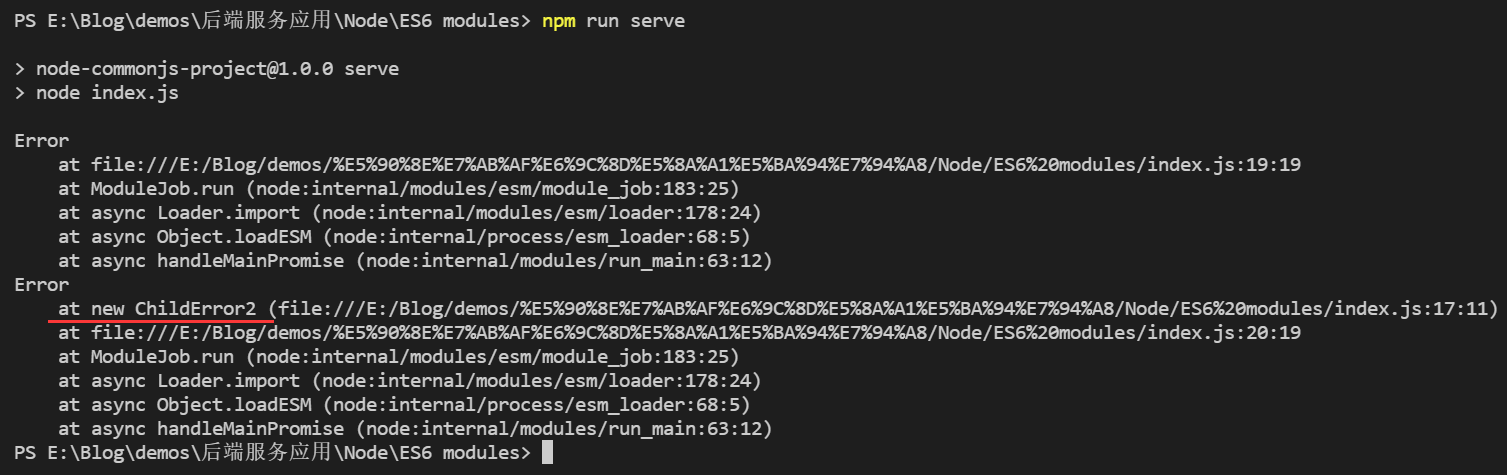 PS E:\Blog\demos\后端服务应用\Node\ES6 modules> npm run serve
> node-commonjs-project@1.0.0 serve
> node index.js
Error
    at file:///E:/Blog/demos/%E5%90%8E%E7%AB%AF%E6%9C%8D%E5%8A%A1%E5%BA%94%E7%94%A8/Node/ES6%20modules/index.js:19:19
    at ModuleJob.run (node:internal/modules/esm/module_job:183:25)
    at async Loader.import (node:internal/modules/esm/loader:178:24)
    at async Object.loadESM (node:internal/process/esm_loader:68:5)
    at async handleMainPromise (node:internal/modules/run_main:63:12)
Error
    at new ChildError2 (file:///E:/Blog/demos/%E5%90%8E%E7%AB%AF%E6%9C%8D%E5%8A%A1%E5%BA%94%E7%94%A8/Node/ES6%20modules/index.js:17:11)
    at file:///E:/Blog/demos/%E5%90%8E%E7%AB%AF%E6%9C%8D%E5%8A%A1%E5%BA%94%E7%94%A8/Node/ES6%20modules/index.js:20:19
    at ModuleJob.run (node:internal/modules/esm/module_job:183:25)
    at async Loader.import (node:internal/modules/esm/loader:178:24)
    at async Object.loadESM (node:internal/process/esm_loader:68:5)
    at async handleMainPromise (node:internal/modules/run_main:63:12)
PS E:\Blog\demos\后端服务应用\Node\ES6 modules>